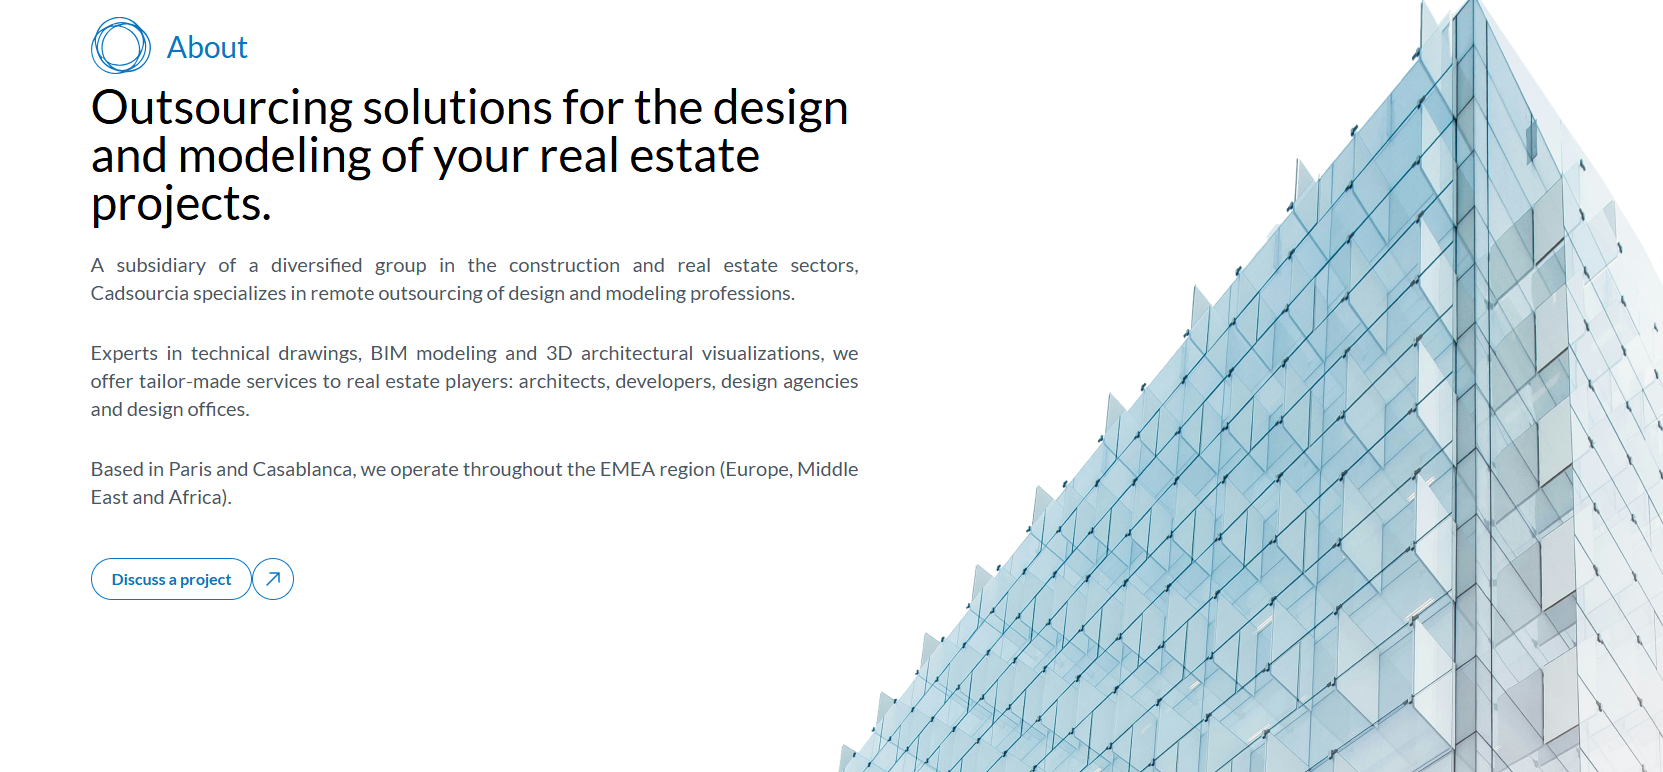 About
Outsourcing solutions for the design
and modeling of your real estate
projects.
A subsidiary of a diversified group in the construction and real estate sectors,
Cadsourcia specializes in remote outsourcing of design and modeling professions.
Experts in technical drawings, BIM modeling and 3D architectural visualizations, we
offer tailor-made services to real estate players: architects, developers, design agencies
and design offices.
Based in Paris and Casablanca, we operate throughout the EMEA region (Europe, Middle
East and Africa).
Discuss a project